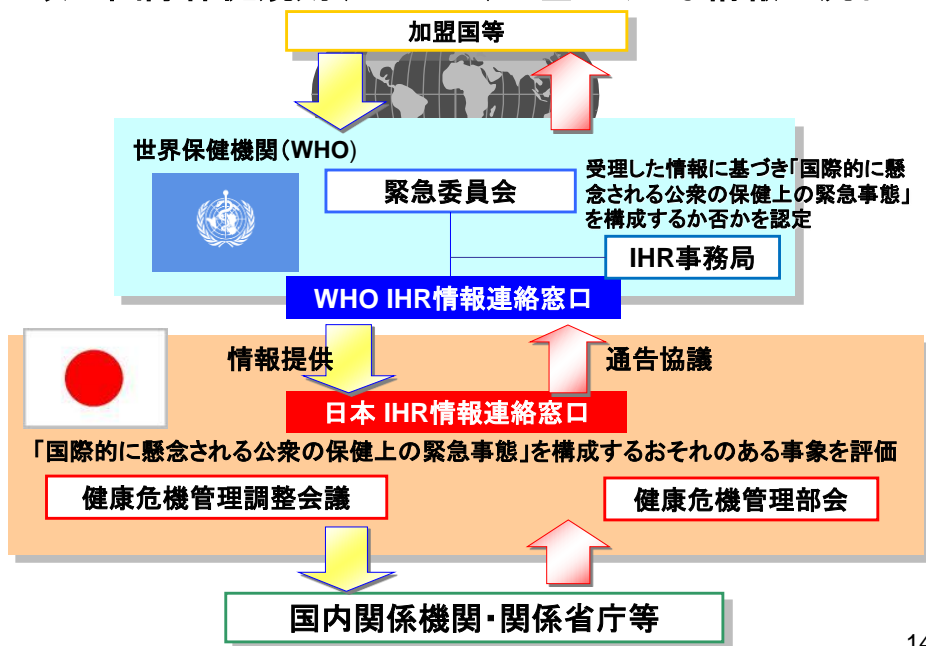 加盟国等
世界保健機関(WHO)
緊急委員会
受理した情報に基づき「国際的に懸
念される公衆の保健上の緊急事態」
を構成するか否かを認定
IHR事務局
WHO IHR情報連絡窓口
情報提供
通告協議
日本 IHR情報連絡窓口
「国際的に懸念される公衆の保健上の緊急事態」を構成するおそれのある事象を評価
健康危機管理調整会議
健康危機管理部会
国内関係機関・関係省庁等
14